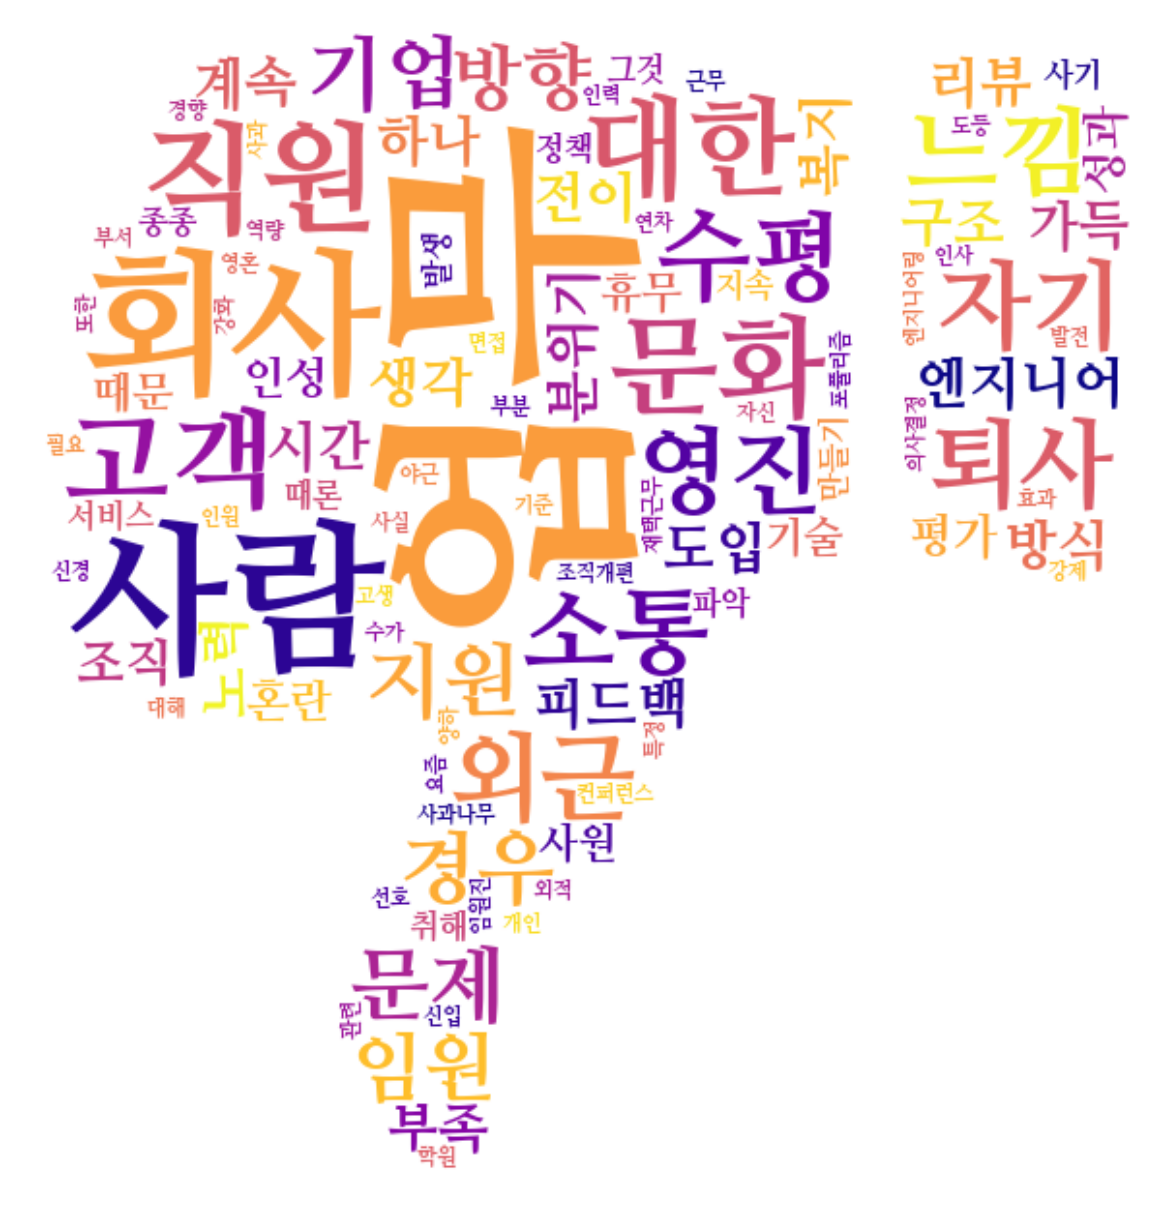 계속
기업
방향
그것
근무
인력
경향
사과
직원
하나
정책
대한
복지
전이
종종
역량
부서
연차
마
발생
수평
회사
영혼
강화
또한
분위기
휴무
지속
면접
문화
포폴리즘
인성
생각
때문
부분
자신
고객
시간
업
영진
만들기
필요
야근
때론
서비스
인원
사실
기준
재택근무
도입
기술
사람
신경
조직개편
고생
소통
파악
수가
조직
노력
혼란
지원
피드백
대해
양하
특정
요즘
외근
컨퍼런스
사과나무
경우
사원
선호
임원진
외적
취해
개인
문제
관련
신입
임원
부족
학원
리뷰
사기
도등
느낌
성과
구조
가득
인사
엔지니어링
자기
발전
엔지니어
의사결정
퇴사
효과
평가
방식
강제